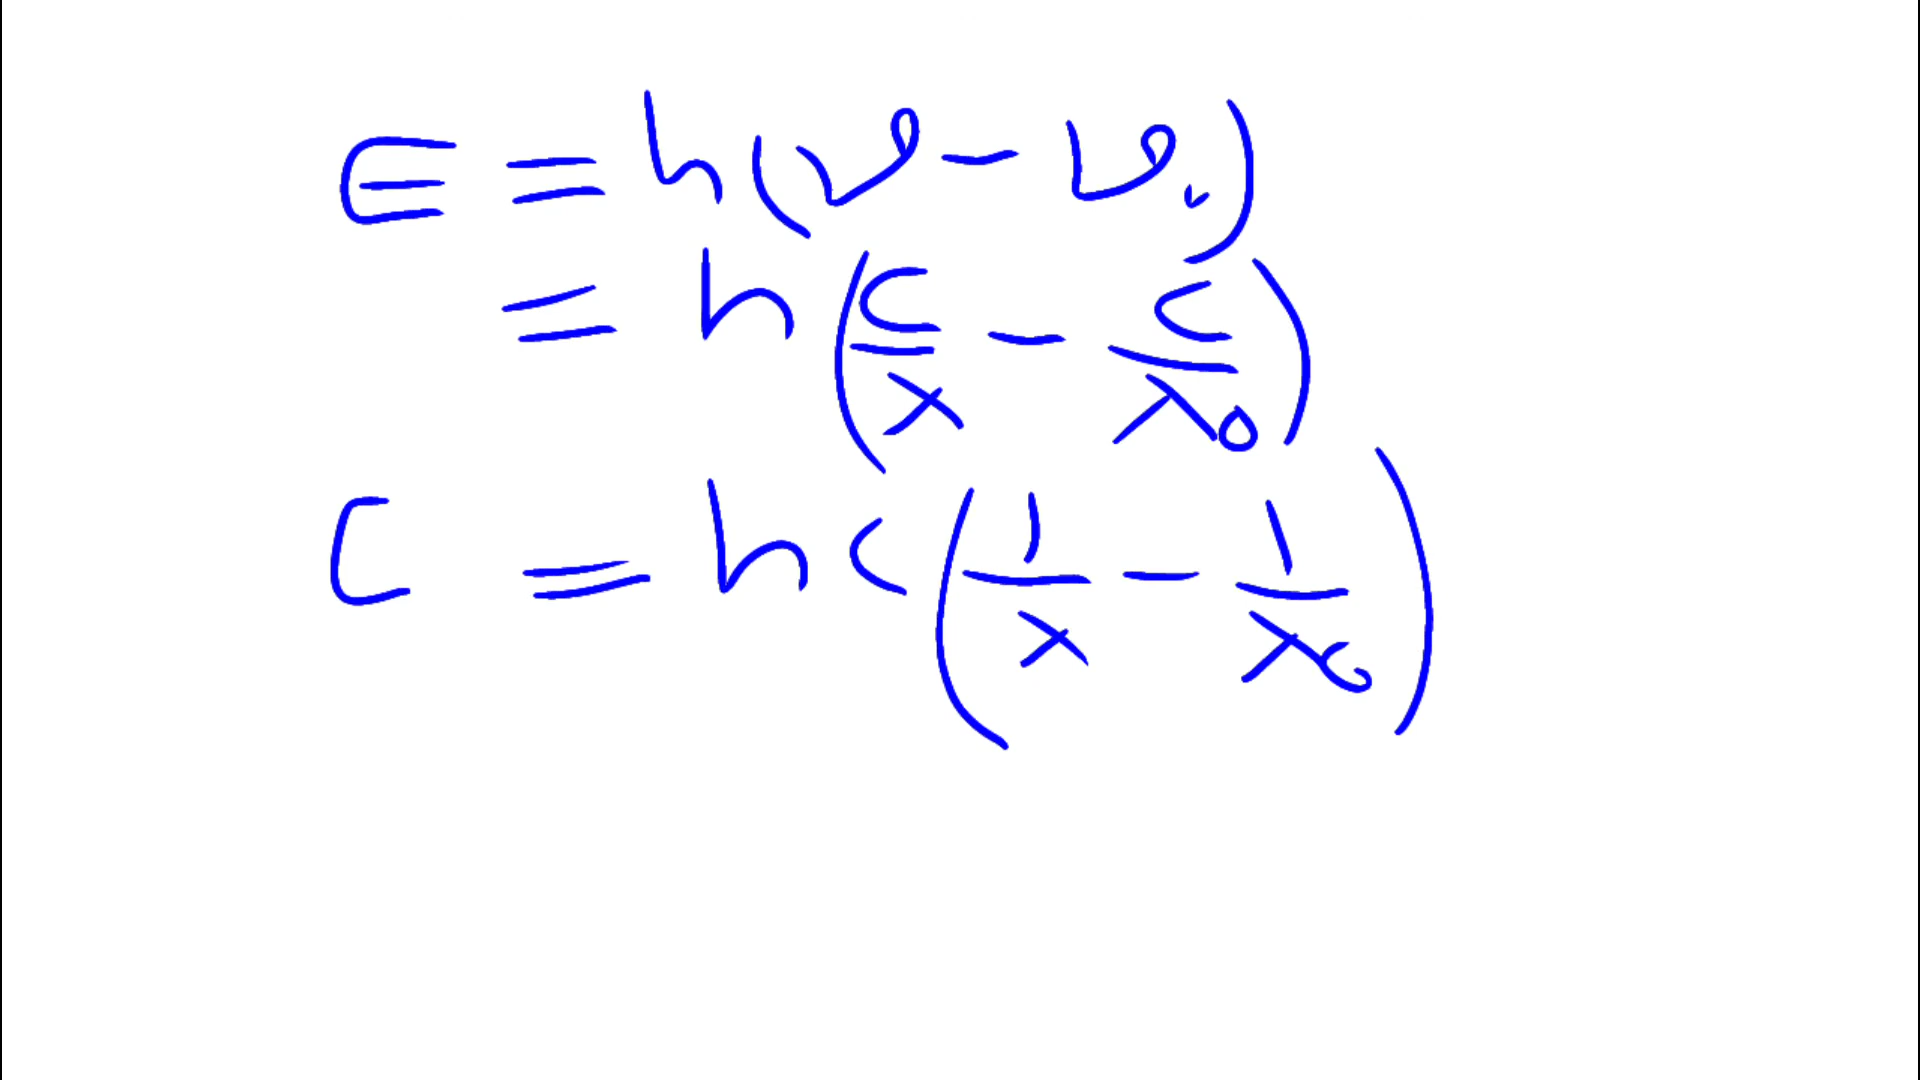 E = h(ν - ν₀)
= h(c/λ - c/λ₀)
E = hc(1/λ - 1/λ₀)